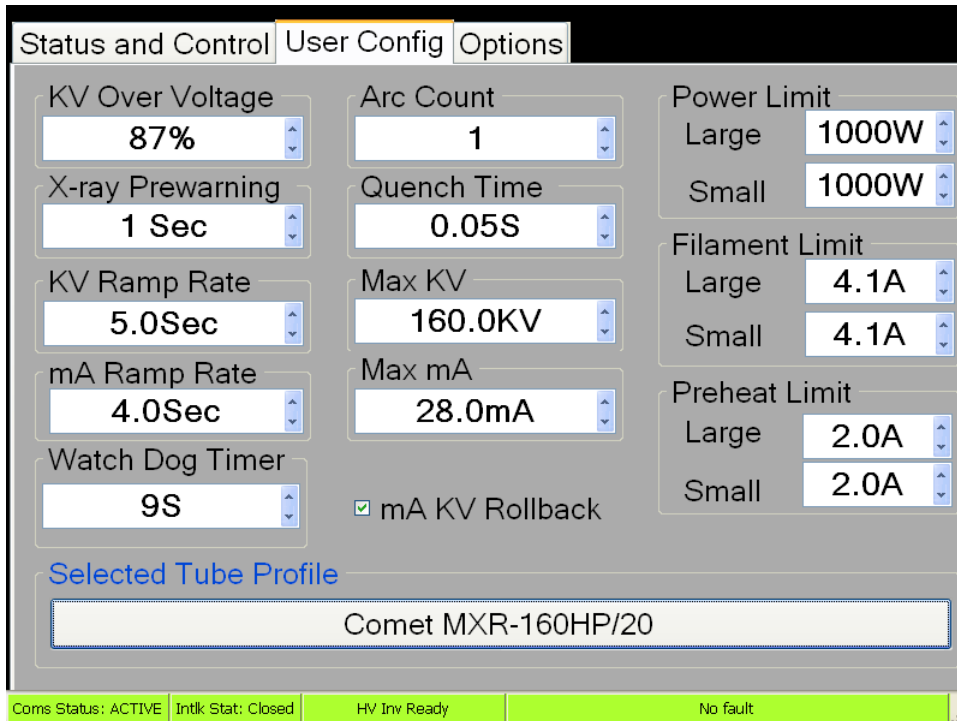 Status and Control User Config Options
KV Over Voltage
87%
Arc Count
1
Power Limit
Large 1000W
Small 1000W
X-ray Prewarning
1 Sec
Quench Time
0.05S
Filament Limit
Large 4.1A
Small 4.1A
KV Ramp Rate
5.0Sec
Max KV
160.0KV
mA Ramp Rate
4.0Sec
Max mA
28.0mA
Preheat Limit
Large 2.0A
Small 2.0A
Watch Dog Timer
9S
mA KV Rollback
Selected Tube Profile
Comet MXR-160HP/20
Coms Status: ACTIVE Intlk Stat: Closed HV Inv Ready No fault